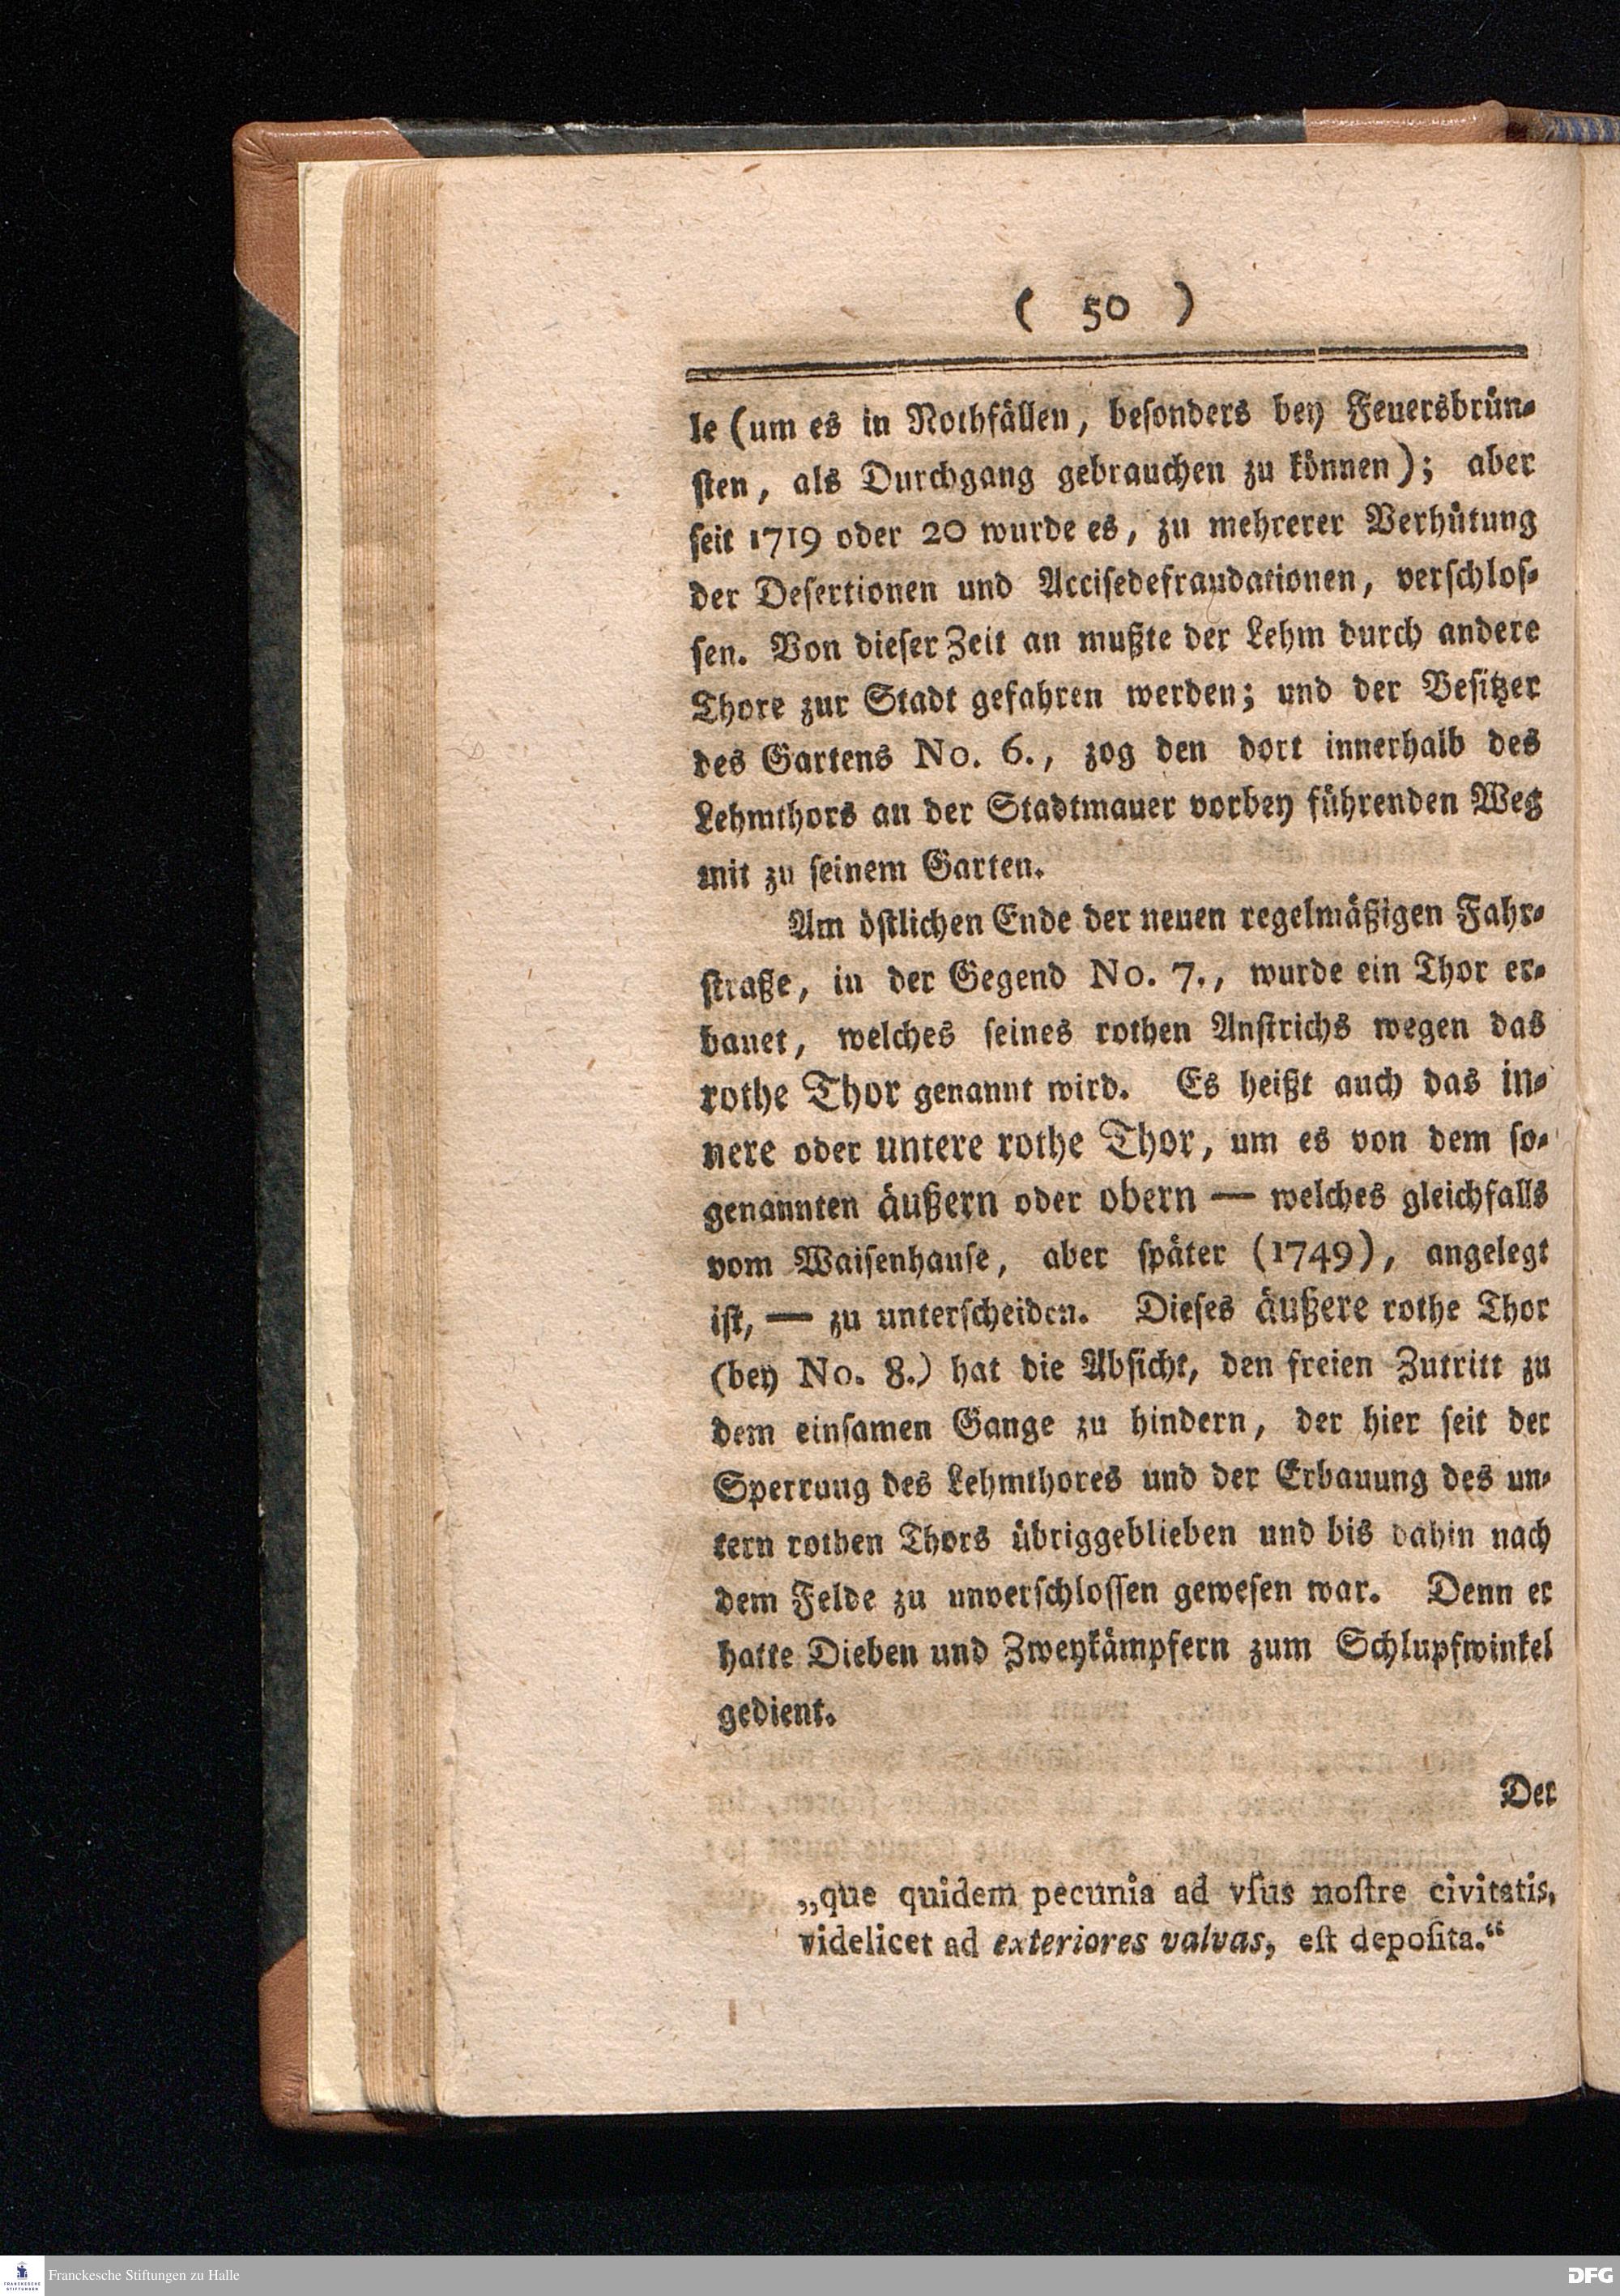 ( 50 )
le (um es in Nothfällen, beſonders bey Feuersbrün-
ſten, als Durchgang gebrauchen zu können); aber
ſeit 1719 oder 20 wurde es, zu mehrerer Verhütung
der Deſertionen und Acciſedefraudationen, verſchloſ-
ſen. Von dieſer Zeit an mußte der Lehm durch andere
Thore zur Stadt gefahren werden; und der Beſitzer
des Gartens No. 6., zog den dort innerhalb des
Lehmthors an der Stadtmauer vorbey führenden Weg
mit zu ſeinem Garten.
Am öſtlichen Ende der neuen regelmäßigen Fahr-
ſtraße, in der Gegend No. 7., wurde ein Thor er-
bauet, welches ſeines rothen Anſtrichs wegen das
rothe Thor genannt wird. Es heißt auch das in-
nere oder untere rothe Thor, um es von dem ſo-
genannten äußern oder obern — welches gleichfalls
vom Waiſenhauſe, aber ſpäter (1749), angelegt
iſt, — zu unterſcheiden. Dieſes äußere rothe Thor
(bey No. 8.) hat die Abſicht, den freien Zutritt zu
dem einſamen Gange zu hindern, der hier ſeit der
Sperrung des Lehmthores und der Erbauung des un-
tern rothen Thors übriggeblieben und bis dahin nach
dem Felde zu unverſchloſſen geweſen war. Denn er
hatte Dieben und Zweykämpfern zum Schlupfwinkel
gedient.
Der
„que quidem pecunia ad vſus noſtre civitatis,
videlicet ad exteriores valvas, eſt depoſita.“
FRANCKESCHE STIFTUNGEN
Franckesche Stiftungen zu Halle
DFG